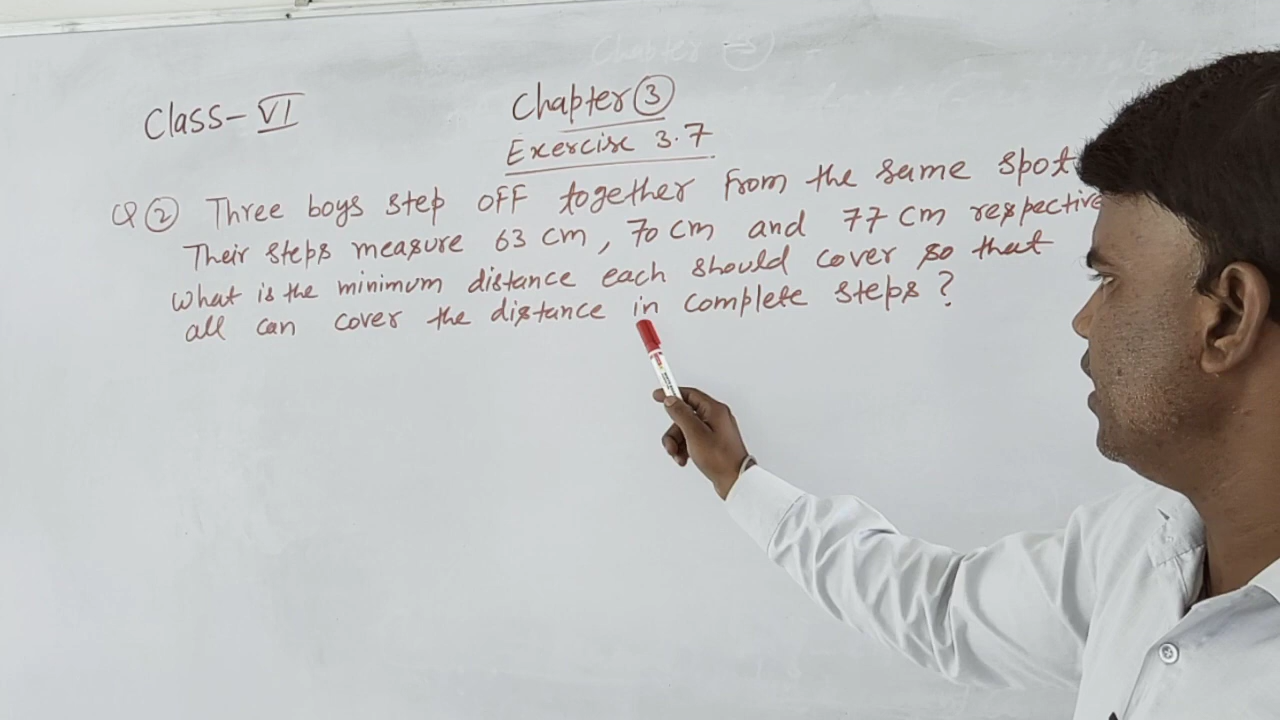 Class-VI
Chapter 3
Exercise 3.7
Q 2 Three boys step off together from the same spot
Their steps measure 63 cm, 70 cm and 77 cm respective
What is the minimum distance each should cover so that
all can cover the distance in complete steps?